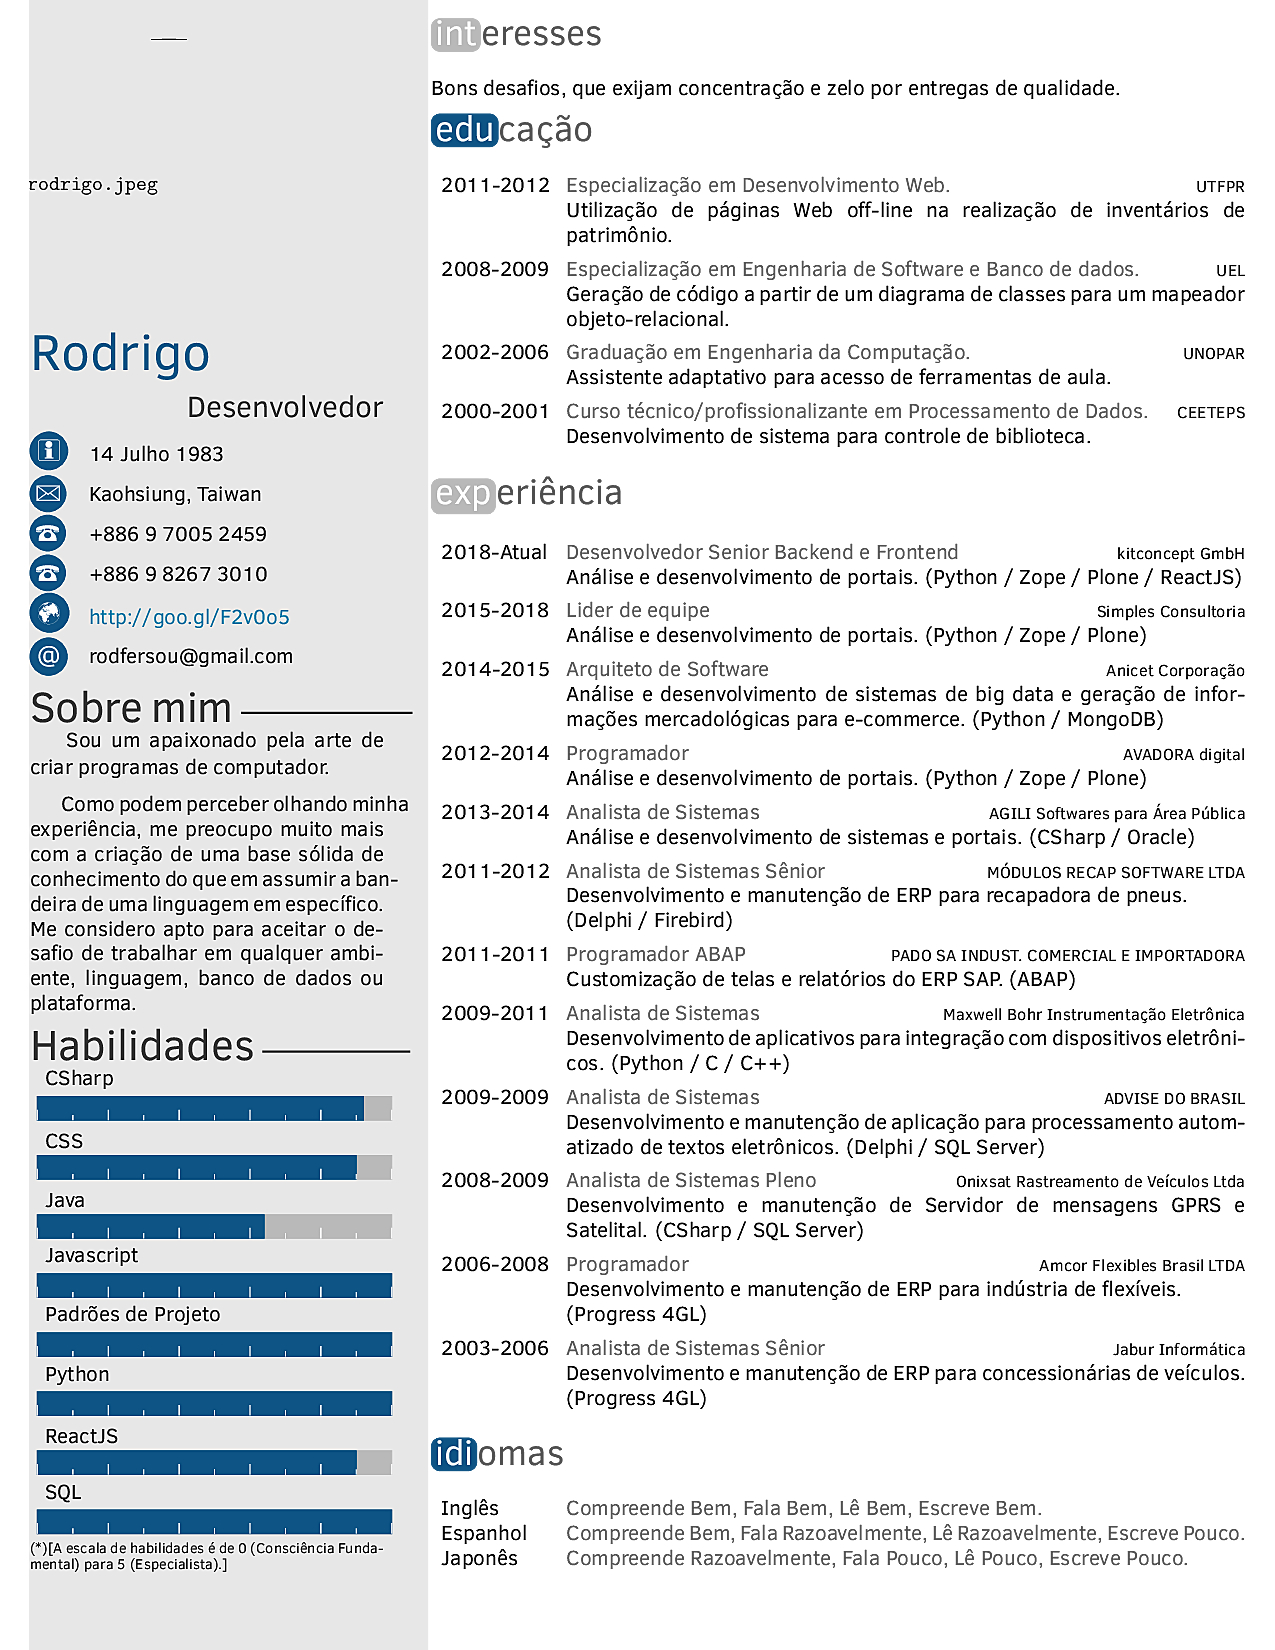 rodrigo.jpeg
Rodrigo
Desenvolvedor
14 Julho 1983
Kaohsiung, Taiwan
+886 9 7005 2459
+886 9 8267 3010
http://goo.gl/F2v0o5
@ rodfersou@gmail.com
Sobre mim
Sou um apaixonado pela arte de
criar programas de computador.
Como podem perceber olhando minha
experiência, me preocupo muito mais
com a criação de uma base sólida de
conhecimento do que em assumir a ban-
deira de uma linguagem em específico.
Me considero apto para aceitar o de-
safio de trabalhar em qualquer ambi-
ente, linguagem, banco de dados ou
plataforma.
Habilidades
CSharp
CSS
Java
Javascript
Padrões de Projeto
Python
ReactJS
SQL
(*)[A escala de habilidades é de 0 (Consciência Funda-
mental) para 5 (Especialista).]
interesses
Bons desafios, que exijam concentração e zelo por entregas de qualidade.
educação
2011-2012 Especialização em Desenvolvimento Web. UTFPR
Utilização de páginas Web off-line na realização de inventários de
patrimônio.
2008-2009 Especialização em Engenharia de Software e Banco de dados. UEL
Geração de código a partir de um diagrama de classes para um mapeador
objeto-relacional.
2002-2006 Graduação em Engenharia da Computação. UNOPAR
Assistente adaptativo para acesso de ferramentas de aula.
2000-2001 Curso técnico/profissionalizante em Processamento de Dados. CEETEPS
Desenvolvimento de sistema para controle de biblioteca.
experiência
2018-Atual Desenvolvedor Senior Backend e Frontend kitconcept GmbH
Análise e desenvolvimento de portais. (Python / Zope / Plone / ReactJS)
2015-2018 Lider de equipe Simples Consultoria
Análise e desenvolvimento de portais. (Python / Zope / Plone)
2014-2015 Arquiteto de Software Anicet Corporação
Análise e desenvolvimento de sistemas de big data e geração de infor-
mações mercadológicas para e-commerce. (Python / MongoDB)
2012-2014 Programador AVADORA digital
Análise e desenvolvimento de portais. (Python / Zope / Plone)
2013-2014 Analista de Sistemas AGILI Softwares para Área Pública
Análise e desenvolvimento de sistemas e portais. (CSharp / Oracle)
2011-2012 Analista de Sistemas Sênior MÓDULOS RECAP SOFTWARE LTDA
Desenvolvimento e manutenção de ERP para recapadora de pneus.
(Delphi / Firebird)
2011-2011 Programador ABAP PADO SA INDUST. COMERCIAL E IMPORTADORA
Customização de telas e relatórios do ERP SAP. (ABAP)
2009-2011 Analista de Sistemas Maxwell Bohr Instrumentação Eletrônica
Desenvolvimento de aplicativos para integração com dispositivos eletrôni-
cos. (Python / C / C++)
2009-2009 Analista de Sistemas ADVISE DO BRASIL
Desenvolvimento e manutenção de aplicação para processamento autom-
atizado de textos eletrônicos. (Delphi / SQL Server)
2008-2009 Analista de Sistemas Pleno Onixsat Rastreamento de Veículos Ltda
Desenvolvimento e manutenção de Servidor de mensagens GPRS e
Satelital. (CSharp / SQL Server)
2006-2008 Programador Amcor Flexibles Brasil LTDA
Desenvolvimento e manutenção de ERP para indústria de flexíveis.
(Progress 4GL)
2003-2006 Analista de Sistemas Sênior Jabur Informática
Desenvolvimento e manutenção de ERP para concessionárias de veículos.
(Progress 4GL)
idiomas
Inglês Compreende Bem, Fala Bem, Lê Bem, Escreve Bem.
Espanhol Compreende Bem, Fala Razoavelmente, Lê Razoavelmente, Escreve Pouco.
Japonês Compreende Razoavelmente, Fala Pouco, Lê Pouco, Escreve Pouco.